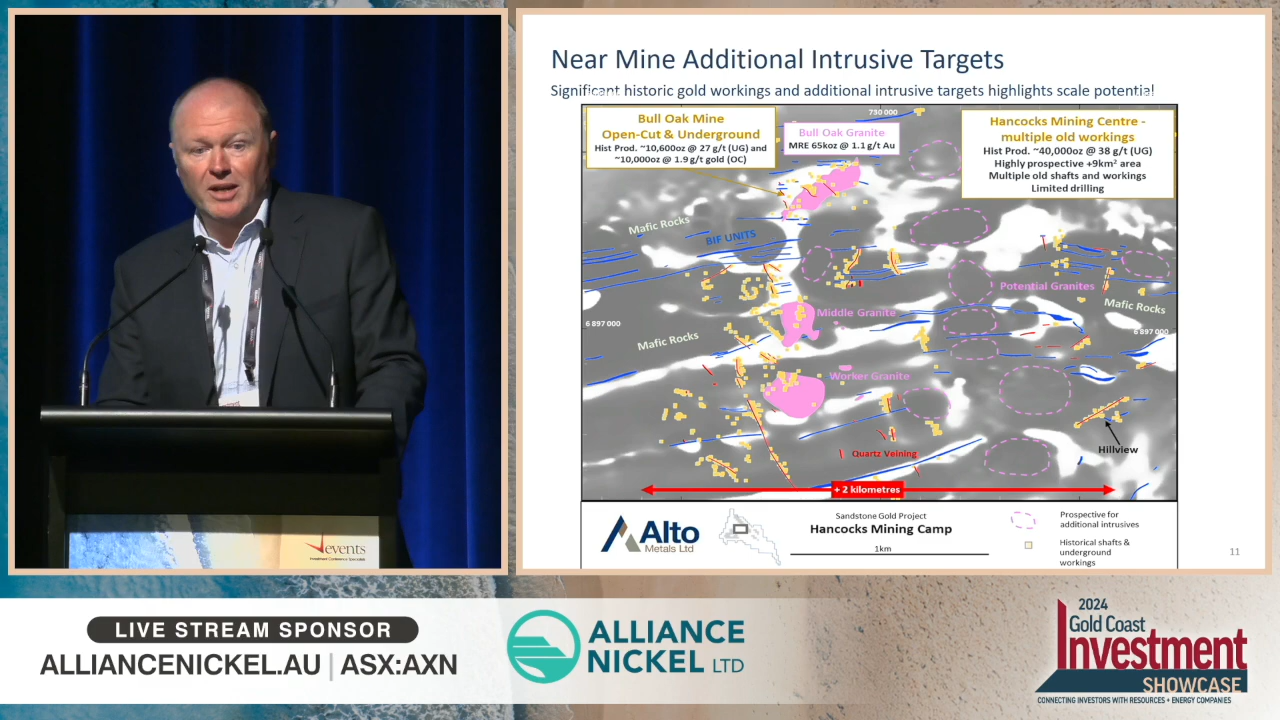 Near Mine Additional Intrusive Targets
Significant historic gold workings and additional intrusive targets highlights scale potential
Bull Oak Mine
Open-Cut & Underground
Hist Prod. ~10,600oz @ 27 g/t (UG) and
~10,000oz @ 1.9 g/t gold (OC)
Bull Oak Granite
MRE 65koz @ 1.1 g/t Au
730 000
Hancocks Mining Centre -
multiple old workings
Hist Prod. ~40,000oz @ 38 g/t (UG)
Highly prospective +9km² area
Multiple old shafts and workings
Limited drilling
Mafic Rocks
BIF UNITS
Potential Granites
Mafic Rocks
Middle Granite
6 897 000
6 897 000
Mafic Rocks
Worker Granite
Quartz Veining
Hillview
+ 2 kilometres
Alto
Metals Ltd
Sandstone Gold Project
Hancocks Mining Camp
1km
Prospective for
additional intrusives
Historical shafts &
underground
workings
11
events
LIVE STREAM SPONSOR
ALLIANCENICKEL.AU | ASX:AXN
ALLIANCE
NICKEL LTD
2024
Gold Coast
Investment
SHOWCASE
CONNECTING INVESTORS WITH RESOURCES + ENERGY COMPANIES